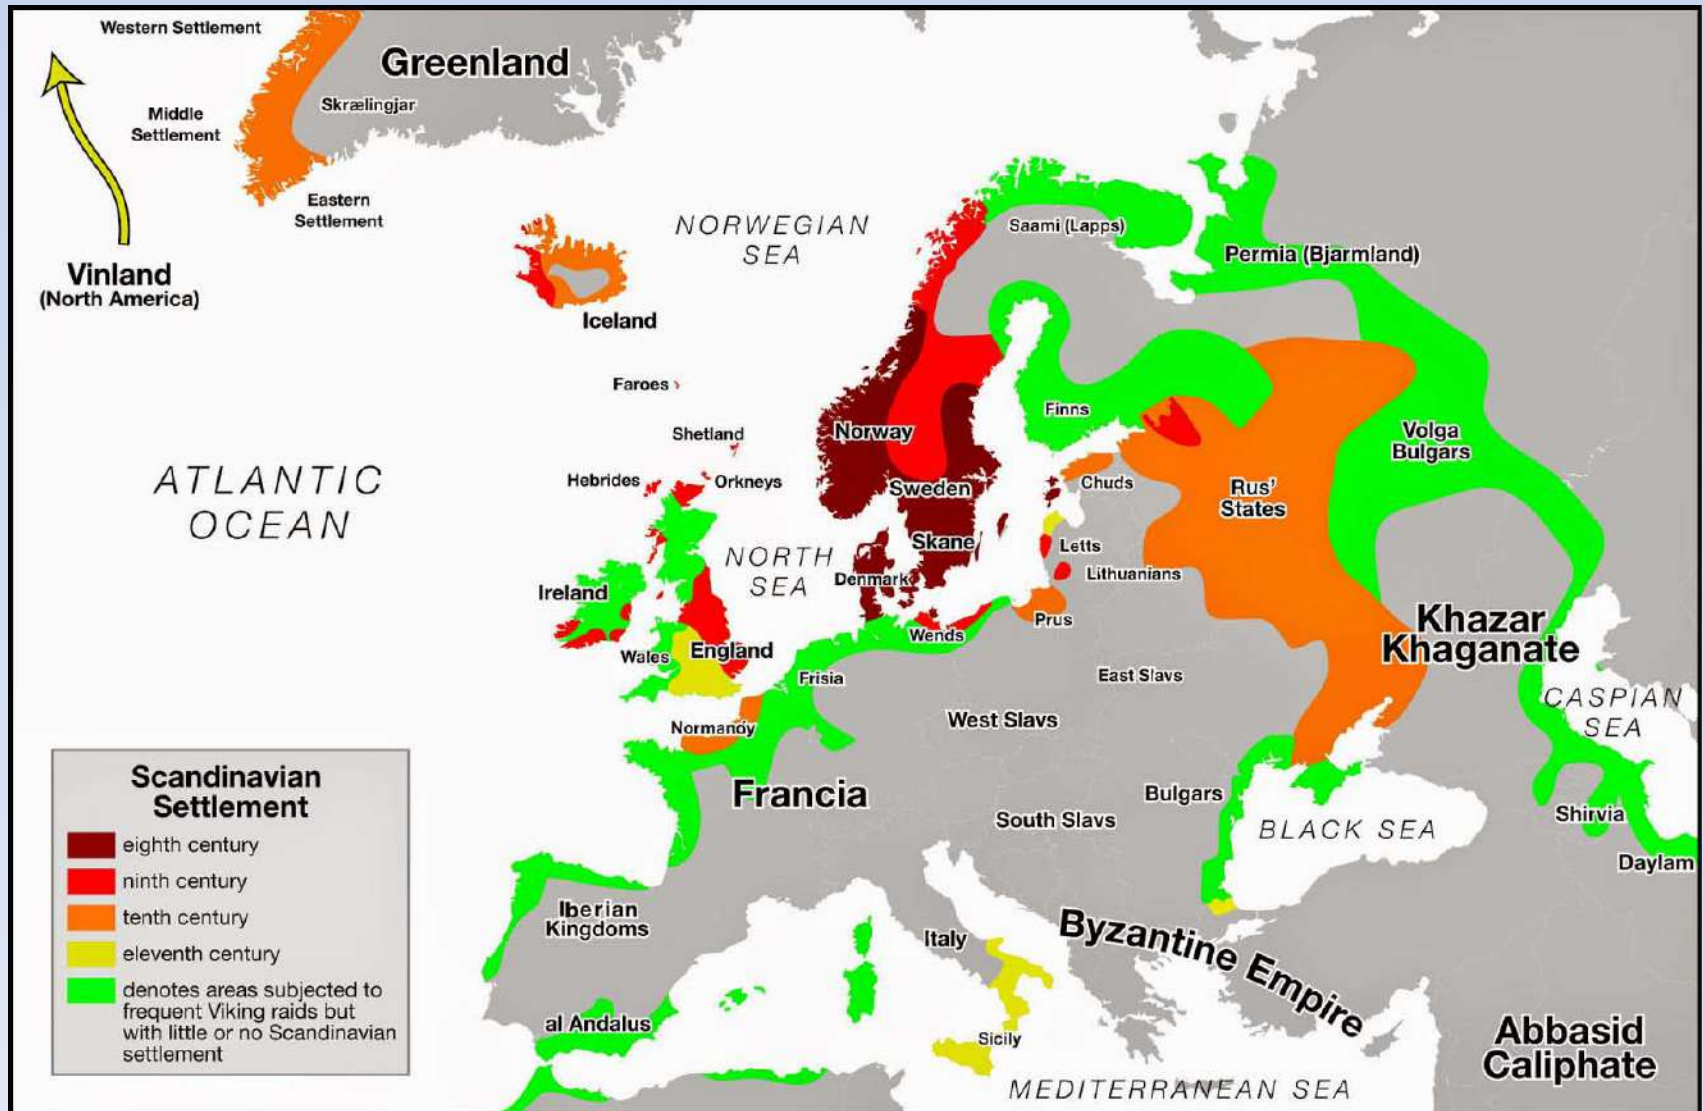 Western Settlement
Greenland
Skrælingjar
Middle
Settlement
Eastern
Settlement
Vinland
(North America)
NORWEGIAN
SEA
Iceland
Faroes
Shetland
Hebrides
Orkneys
ATLANTIC
OCEAN
NORTH
SEA
Ireland
Wales
England
Norway
Sweden
Skane
Denmark
Saami (Lapps)
Permia (Bjarmland)
Finns
Volga
Bulgars
Rus'
States
Chuds
Letts
Lithuanians
Prus
Wends
Frisia
Normandy
East Slavs
West Slavs
Khazar
Khaganate
CASPIAN
SEA
Francia
Bulgars
South Slavs
BLACK SEA
Shirvia
Daylam
Iberian
Kingdoms
Italy
Byzantine Empire
al Andalus
Sicily
Abbasid
Caliphate
MEDITERRANEAN SEA
Scandinavian
Settlement
eighth century
ninth century
tenth century
eleventh century
denotes areas subjected to
frequent Viking raids but
with little or no Scandinavian
settlement